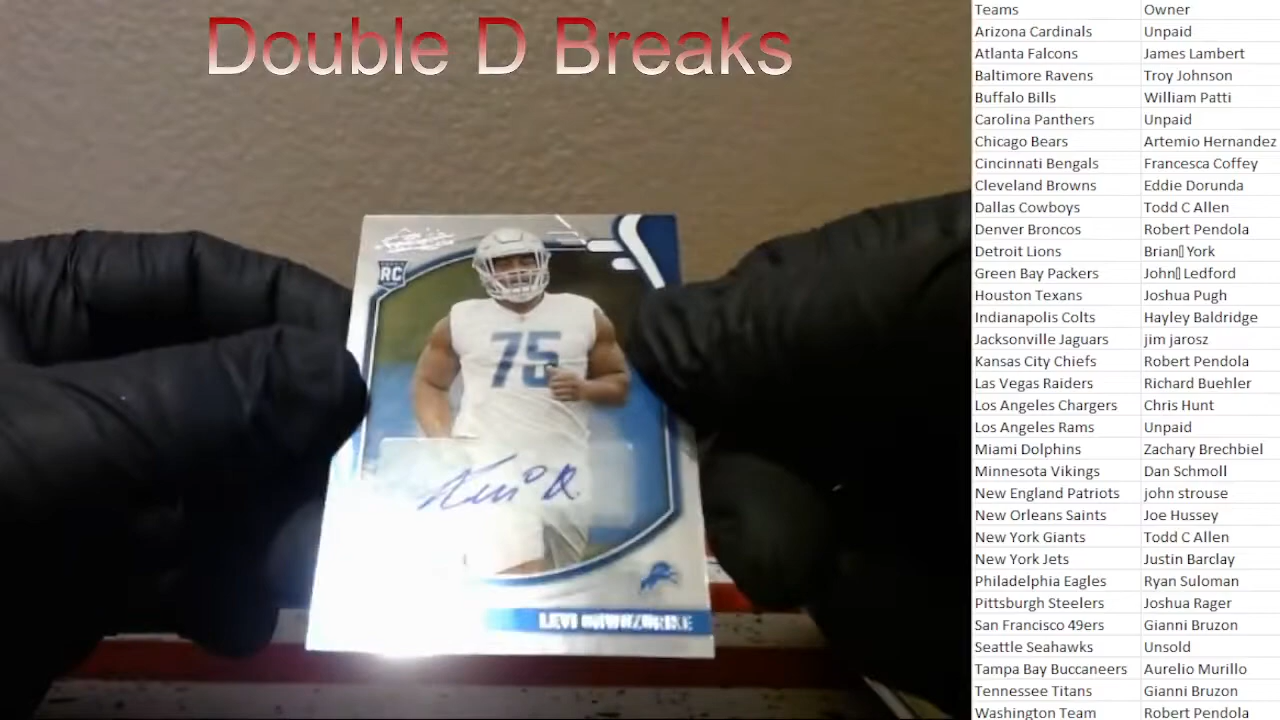 Double D Breaks
RC
75
LEVI ONWUZURIKE
Teams Owner
Arizona Cardinals Unpaid
Atlanta Falcons James Lambert
Baltimore Ravens Troy Johnson
Buffalo Bills William Patti
Carolina Panthers Unpaid
Chicago Bears Artemio Hernandez
Cincinnati Bengals Francesca Coffey
Cleveland Browns Eddie Dorunda
Dallas Cowboys Todd C Allen
Denver Broncos Robert Pendola
Detroit Lions Brian York
Green Bay Packers John Ledford
Houston Texans Joshua Pugh
Indianapolis Colts Hayley Baldridge
Jacksonville Jaguars jim jarosz
Kansas City Chiefs Robert Pendola
Las Vegas Raiders Richard Buehler
Los Angeles Chargers Chris Hunt
Los Angeles Rams Unpaid
Miami Dolphins Zachary Brechbiel
Minnesota Vikings Dan Schmoll
New England Patriots john strouse
New Orleans Saints Joe Hussey
New York Giants Todd C Allen
New York Jets Justin Barclay
Philadelphia Eagles Ryan Suloman
Pittsburgh Steelers Joshua Rager
San Francisco 49ers Gianni Bruzon
Seattle Seahawks Unsold
Tampa Bay Buccaneers Aurelio Murillo
Tennessee Titans Gianni Bruzon
Washington Team Robert Pendola